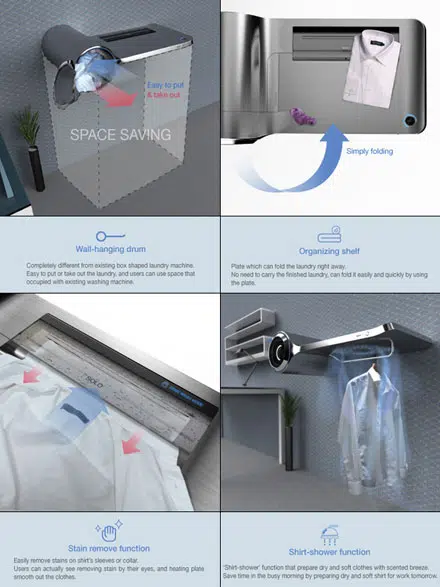 Easy to put
& take out
SPACE SAVING
Simply folding
Wall-hanging drum
Completely different from existing box shaped laundry machine.
Easy to put or take out the laundry, and users can use space that
occupied with existing washing machine.
Organizing shelf
Plate which can fold the laundry right away.
No need to carry the finished laundry, can fold it easily and quickly by using
the plate.
Stain remove function
Easily remove stains on shirt's sleeves or collar.
Users can actually see removing stain by their eyes, and heating plate
smooth out the clothes.
Shirt-shower function
'Shirt-shower' function that prepare dry and soft clothes with scented breeze.
Save time in the busy morning by preparing dry and soft shirt for work tomorrow.